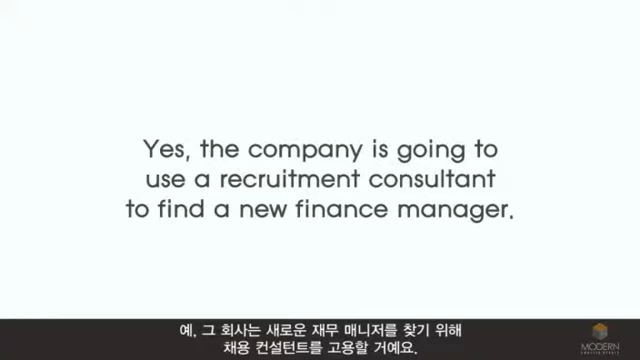 Yes, the company is going to
use a recruitment consultant
to find a new finance manager.
예, 그 회사는 새로운 재무 매니저를 찾기 위해
채용 컨설턴트를 고용할 거예요.
MODERN